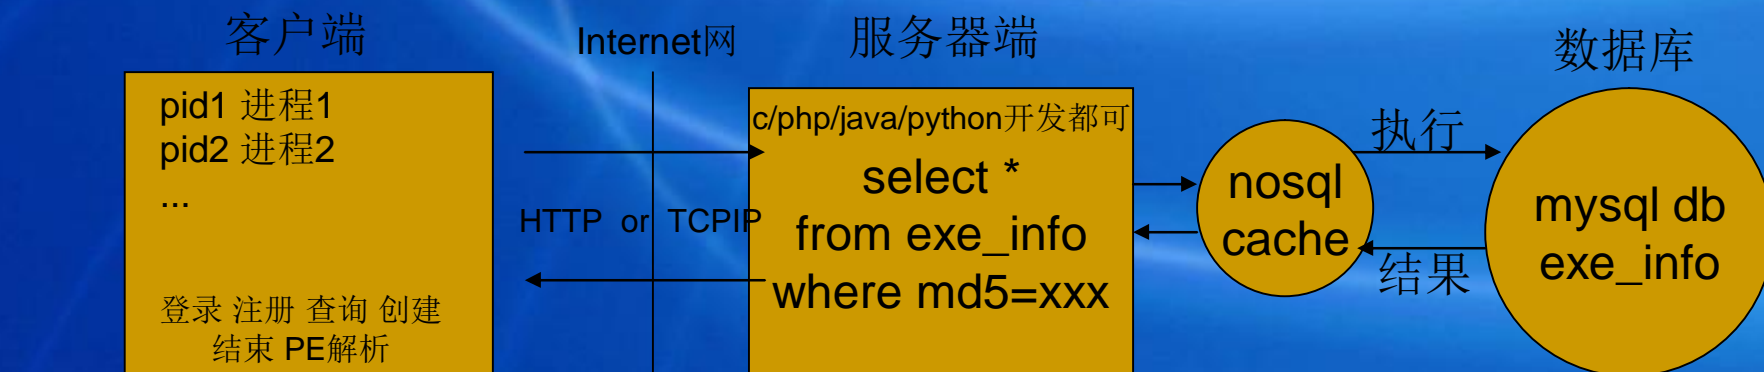 客户端
pid1 进程1
pid2 进程2
...
登录 注册 查询 创建
结束 PE解析
Internet网
HTTP or TCPIP
服务器端
c/php/java/python开发都可
select *
from exe_info
where md5=xxx
nosql
cache
执行
结果
数据库
mysql db
exe_info